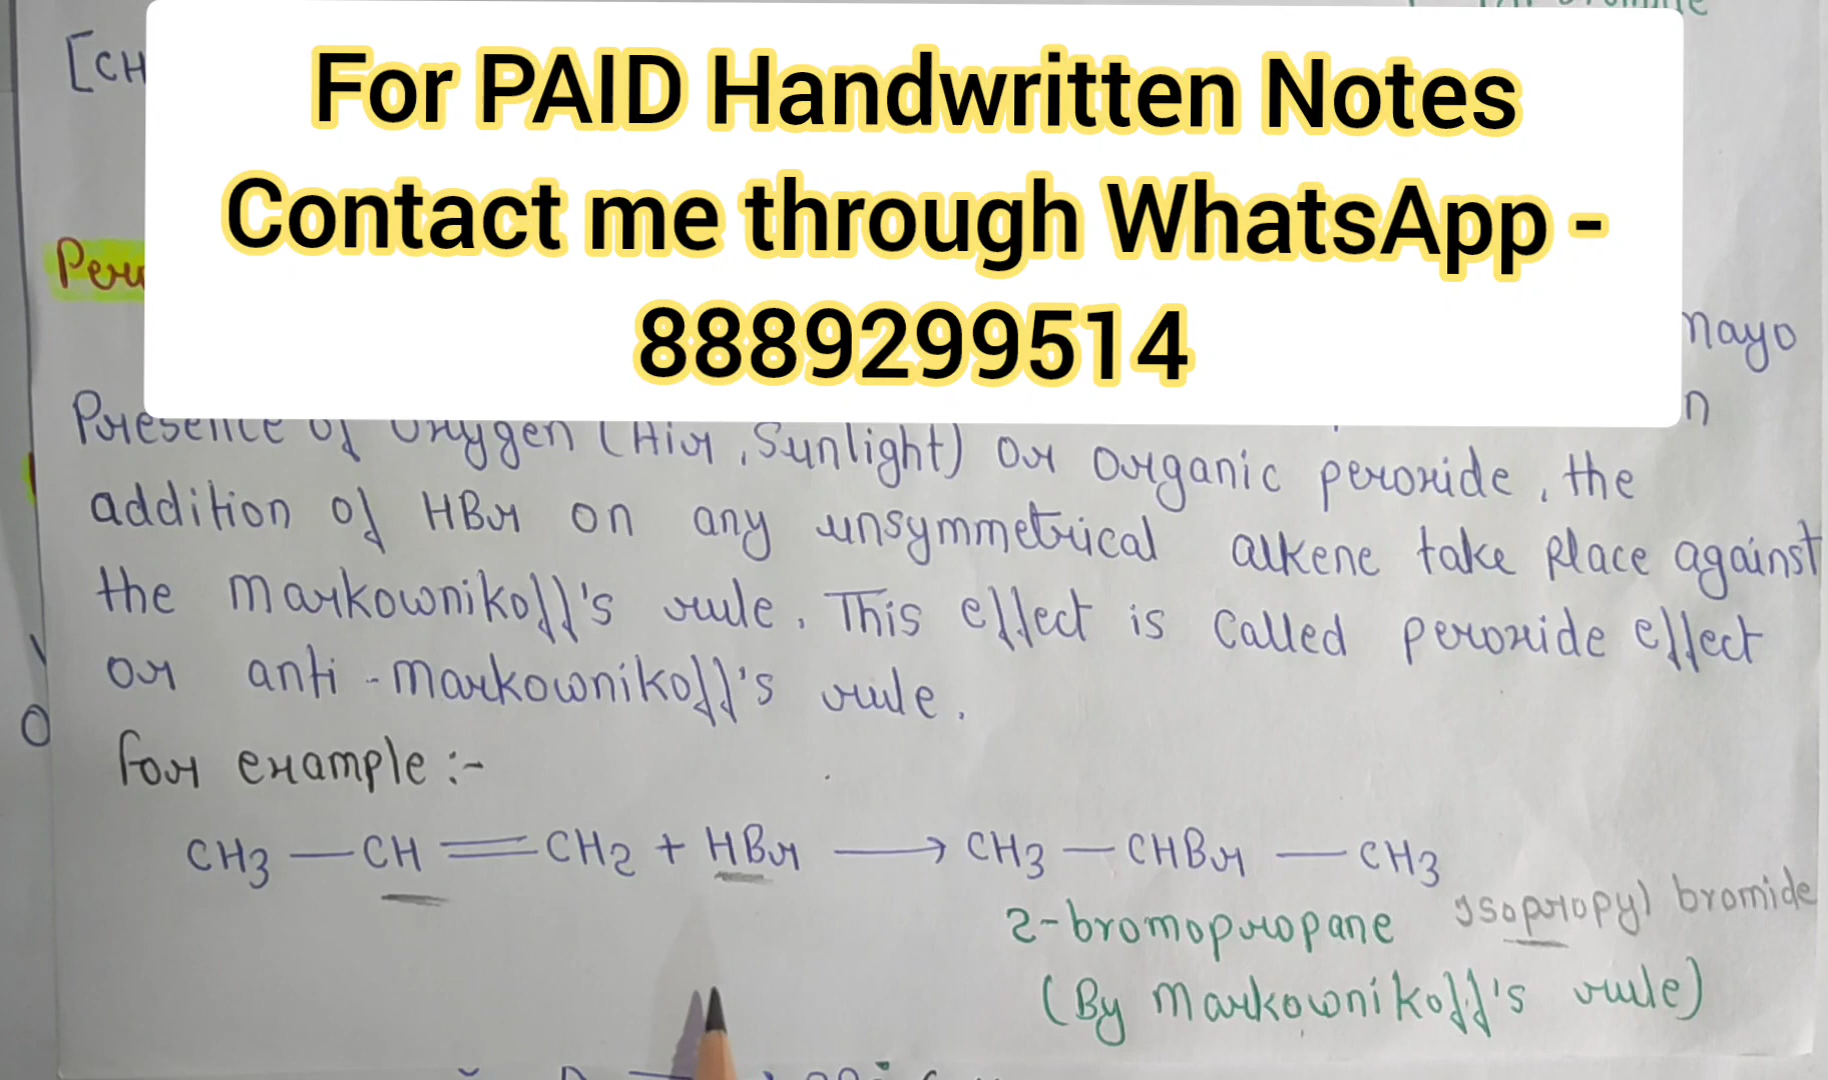 [CH
For PAID Handwritten Notes
Contact me through WhatsApp -
8889299514
mayo
n
Presence of oxygen (Air, Sunlight) or organic peroxide, the
addition of HBr on any unsymmetrical alkene take place against
the markownikoff's rule. This effect is called peroxide effect
or anti-markownikoff's rule.
For example :-
CH3 — CH = CH2 + HBr → CH3 — CHBr — CH3
2-bromopropane Isopropyl bromide
(By markownikoff's rule)